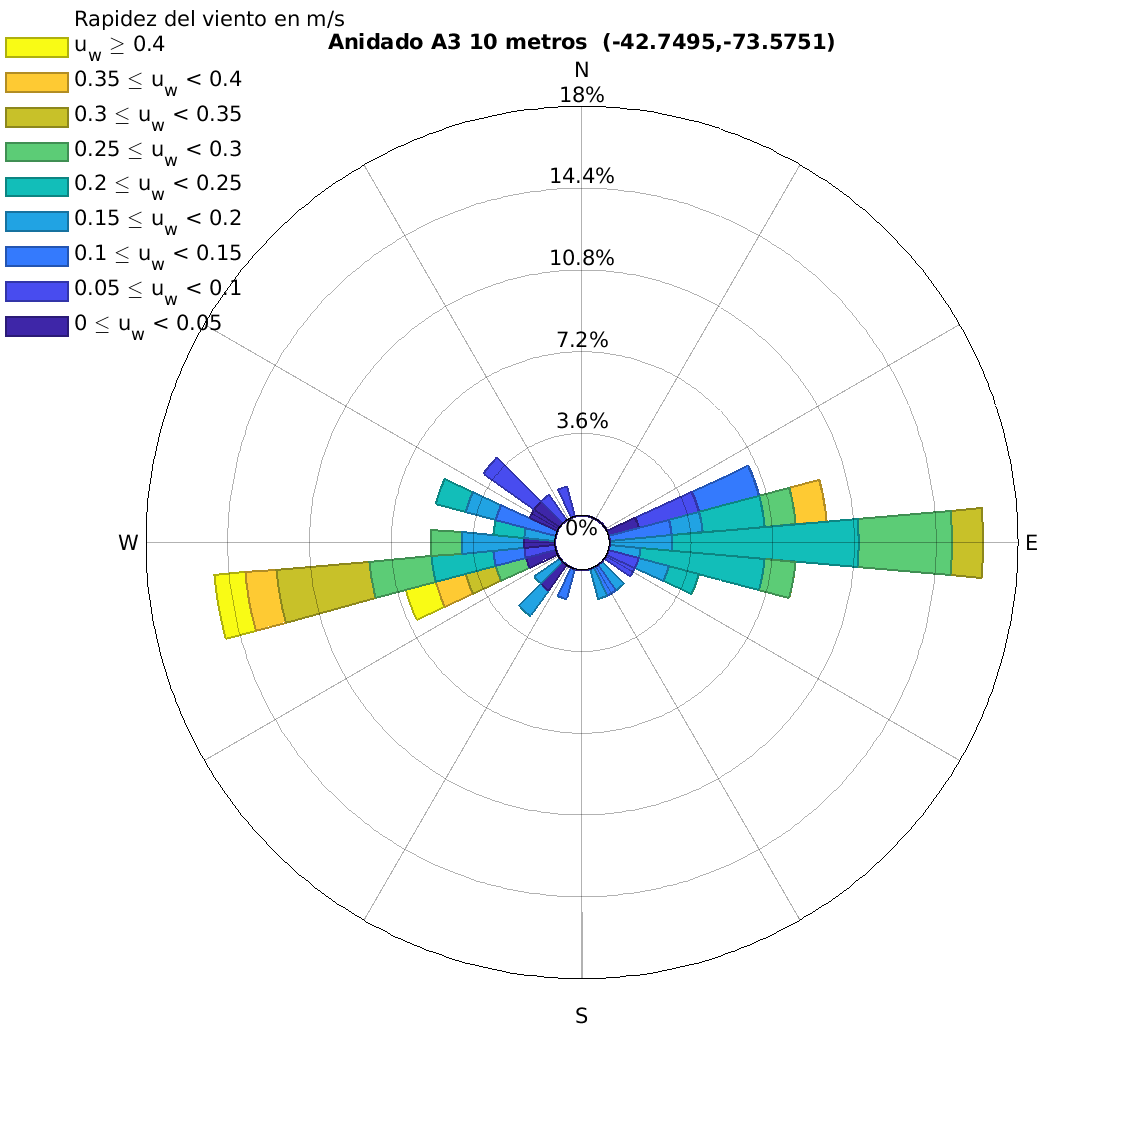 Rapidez del viento en m/s
u_w ≥ 0.4
0.35 ≤ u_w < 0.4
0.3 ≤ u_w < 0.35
0.25 ≤ u_w < 0.3
0.2 ≤ u_w < 0.25
0.15 ≤ u_w < 0.2
0.1 ≤ u_w < 0.15
0.05 ≤ u_w < 0.1
0 ≤ u_w < 0.05
Anidado A3 10 metros (-42.7495,-73.5751)
N
18%
14.4%
10.8%
7.2%
3.6%
0%
W
E
S